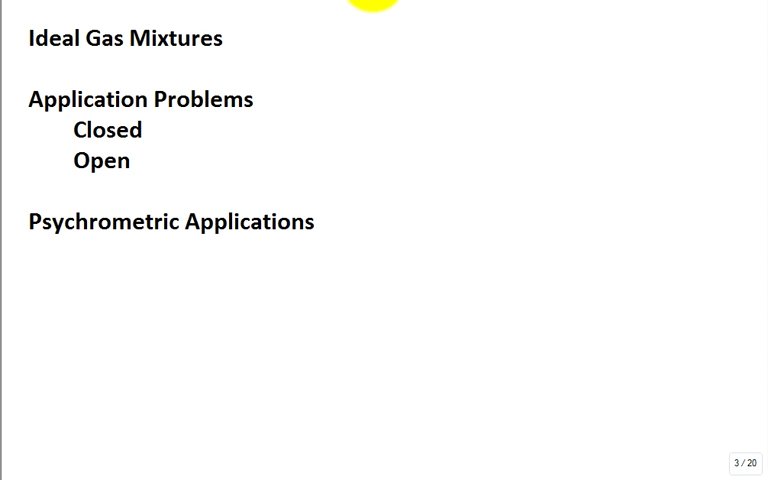 Ideal Gas Mixtures
Application Problems
Closed
Open
Psychrometric Applications
3 / 20